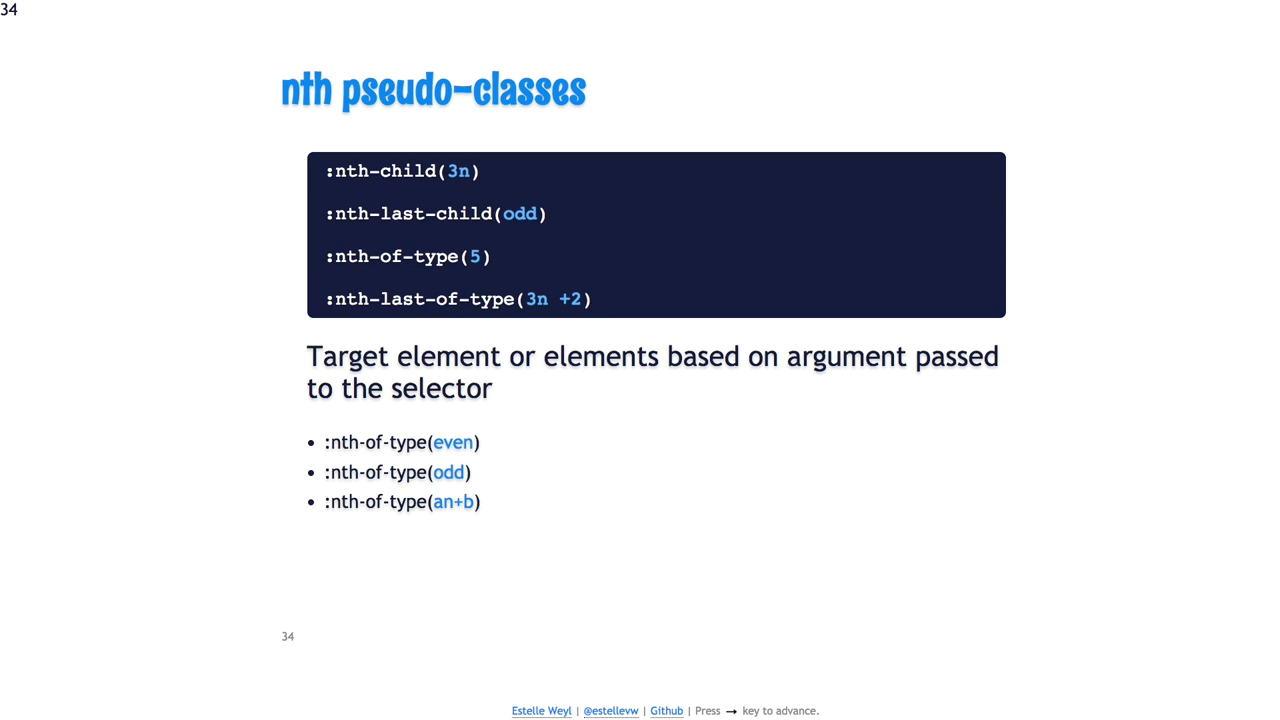 34
nth pseudo-classes
:nth-child(3n)
:nth-last-child(odd)
:nth-of-type(5)
:nth-last-of-type(3n +2)
Target element or elements based on argument passed
to the selector
• :nth-of-type(even)
• :nth-of-type(odd)
• :nth-of-type(an+b)
34
Estelle Weyl | @estellevw | Github | Press → key to advance.